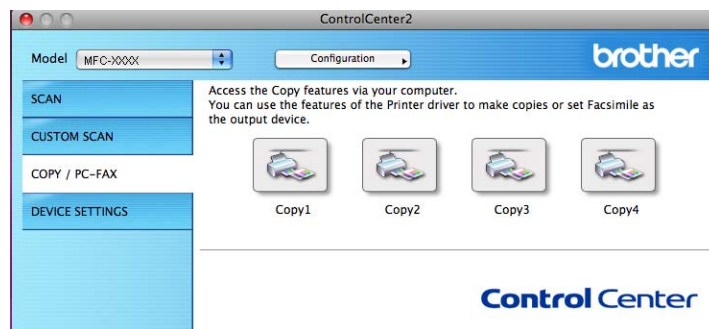 ControlCenter2
Model MFC-XXXX Configuration brother
SCAN
CUSTOM SCAN
COPY / PC-FAX
DEVICE SETTINGS
Access the Copy features via your computer.
You can use the features of the Printer driver to make copies or set Facsimile as
the output device.
Copy1 Copy2 Copy3 Copy4
Control Center